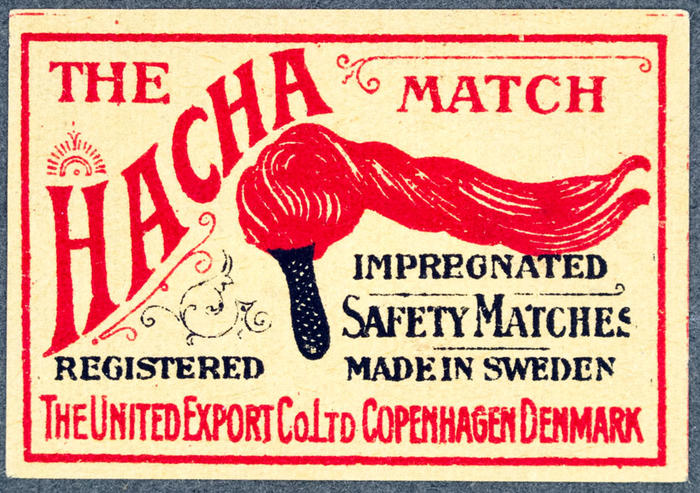 THE HACHA MATCH
IMPREGNATED
SAFETY MATCHES
REGISTERED
MADE IN SWEDEN
THE UNITED EXPORT CO. LTD COPENHAGEN DENMARK